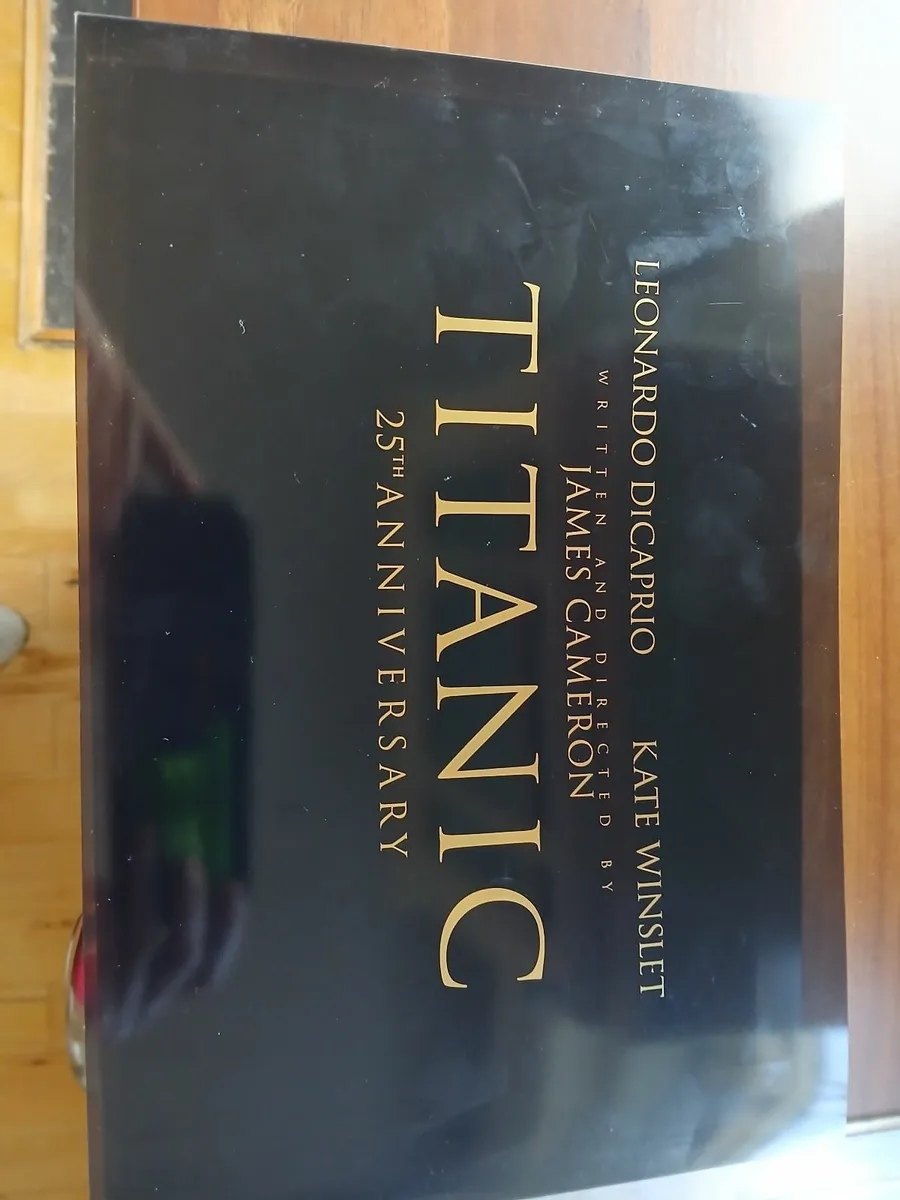 LEONARDO DICAPRIO KATE WINSLET
WRITTEN AND DIRECTED BY
JAMES CAMERON
TITANIC
25TH ANNIVERSARY